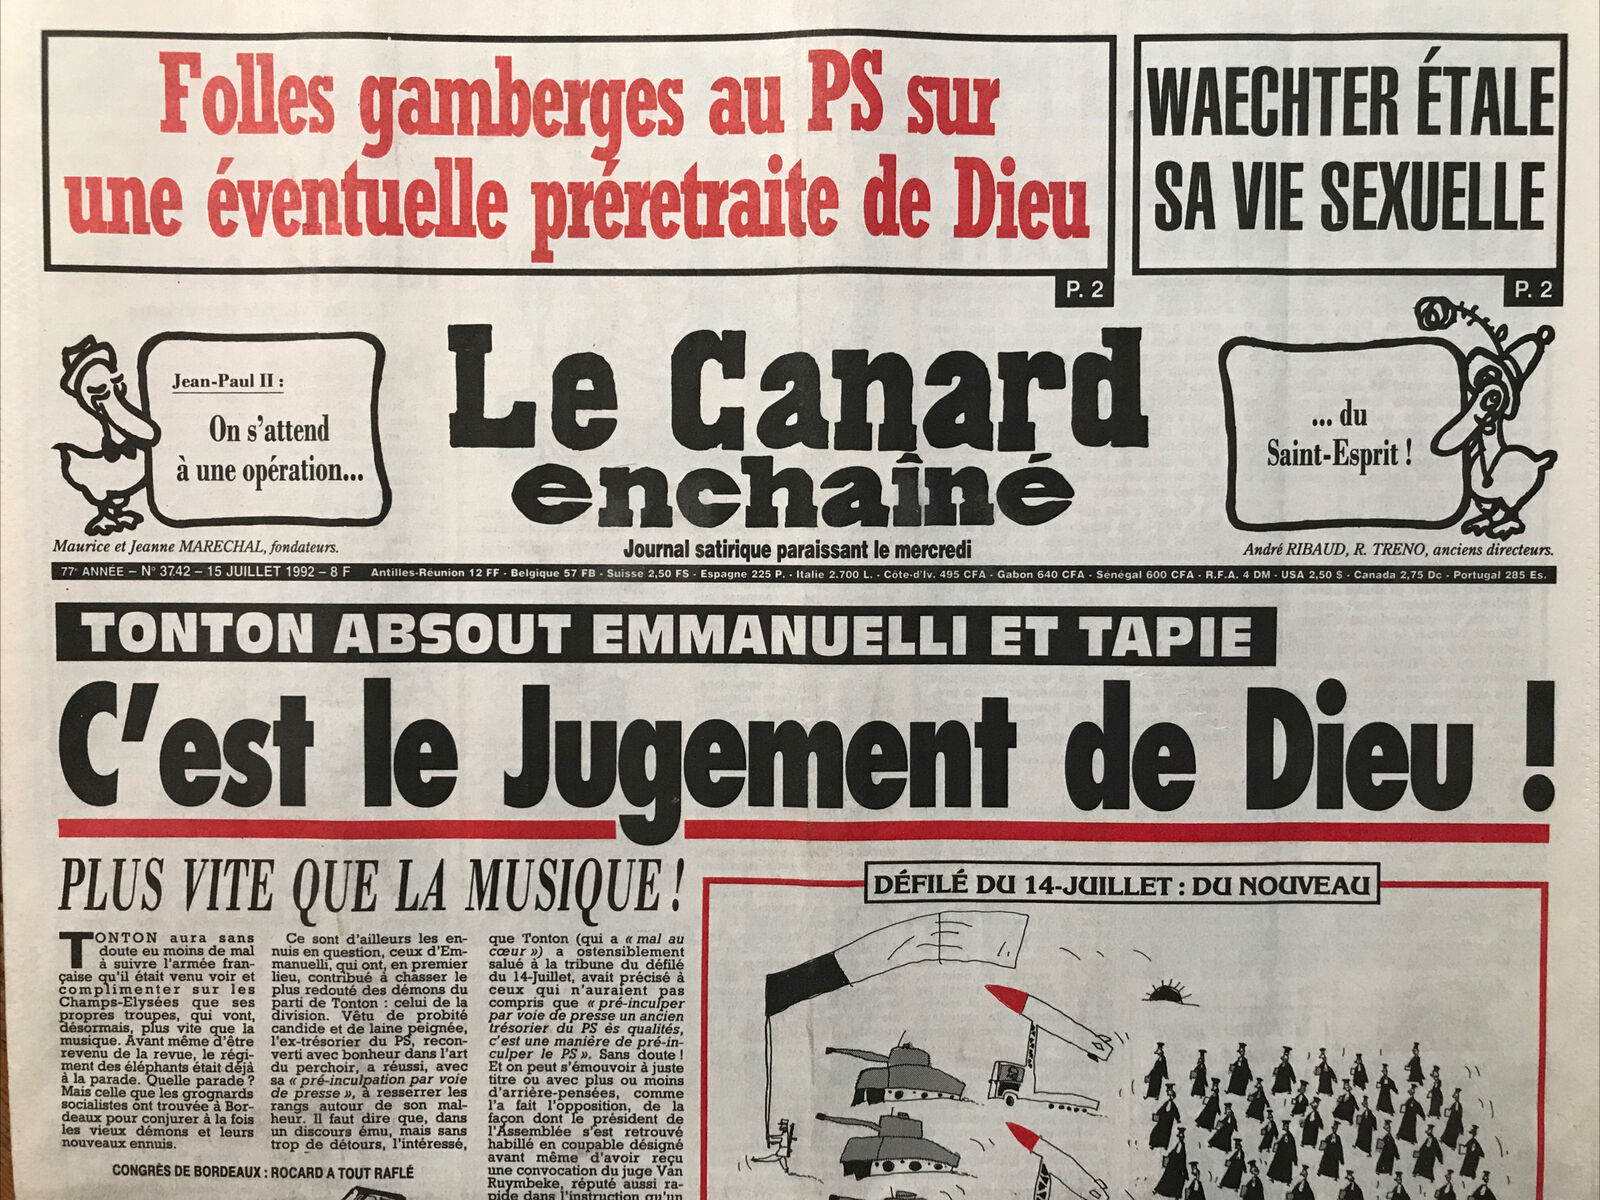 Folles gamberges au PS sur
une éventuelle préretraite de Dieu
P. 2
WAECHTER ÉTALE
SA VIE SEXUELLE
P. 2
Jean-Paul II :
On s'attend
à une opération...
Le Canard
enchaîné
... du
Saint-Esprit !
Maurice et Jeanne MARECHAL, fondateurs.
Journal satirique paraissant le mercredi
André RIBAUD, R. TRENO, anciens directeurs.
77e ANNÉE – N° 3742 – 15 JUILLET 1992 – 8 F Antilles-Réunion 12 FF - Belgique 57 FB - Suisse 2,50 FS - Espagne 225 P. - Italie 2.700 L. - Côte-d'Iv. 495 CFA - Gabon 640 CFA - Sénégal 600 CFA - R.F.A. 4 DM - USA 2,50 $ - Canada 2,75 Dc - Portugal 285 Es.
TONTON ABSOUT EMMANUELLI ET TAPIE
C'est le Jugement de Dieu !
PLUS VITE QUE LA MUSIQUE !
TONTON aura sans
doute eu moins de mal
à suivre l'armée fran-
çaise qu'il était venu voir et
complimenter sur les
Champs-Elysées que ses
propres troupes, qui vont,
désormais, plus vite que la
musique. Avant même d'être
revenu de la revue, le régi-
ment des éléphants était déjà
à la parade. Quelle parade ?
Mais celle que les grognards
socialistes ont trouvée à Bor-
deaux pour conjurer à la fois
les vieux démons et leurs
nouveaux ennuis.
Ce sont d'ailleurs les en-
nuis en question, ceux d'Em-
manuelli, qui ont, en premier
lieu, contribué à chasser le
plus redouté des démons du
parti de Tonton : celui de la
division. Vêtu de probité
candide et de laine peignée,
l'ex-trésorier du PS, recon-
verti avec bonheur dans l'art
du perchoir, a réussi, avec
sa « pré-inculpation par voie
de presse », à resserrer les
rangs autour de son mal-
heur. Il faut dire que, dans
un discours ému, mais sans
trop de détours, l'intéressé,
que Tonton (qui a « mal au
cœur ») a ostensiblement
salué à la tribune du défilé
du 14-Juillet, avait précisé à
ceux qui n'auraient pas
compris que « pré-inculper
par voie de presse un ancien
trésorier du PS ès qualités,
c'est une manière de pré-in-
culper le PS ». Sans doute !
Et on peut s'émouvoir à juste
titre ou avec plus ou moins
d'arrière-pensées, comme
l'a fait l'opposition, de la
façon dont le président de
l'Assemblée s'est retrouvé
habillé en coupable désigné
avant même d'avoir reçu
une convocation du juge Van
Ruymbeke, réputé aussi ra-
pide dans l'instruction qu'un
CONGRÈS DE BORDEAUX : ROCARD A TOUT RAFLÉ
DÉFILÉ DU 14-JUILLET : DU NOUVEAU